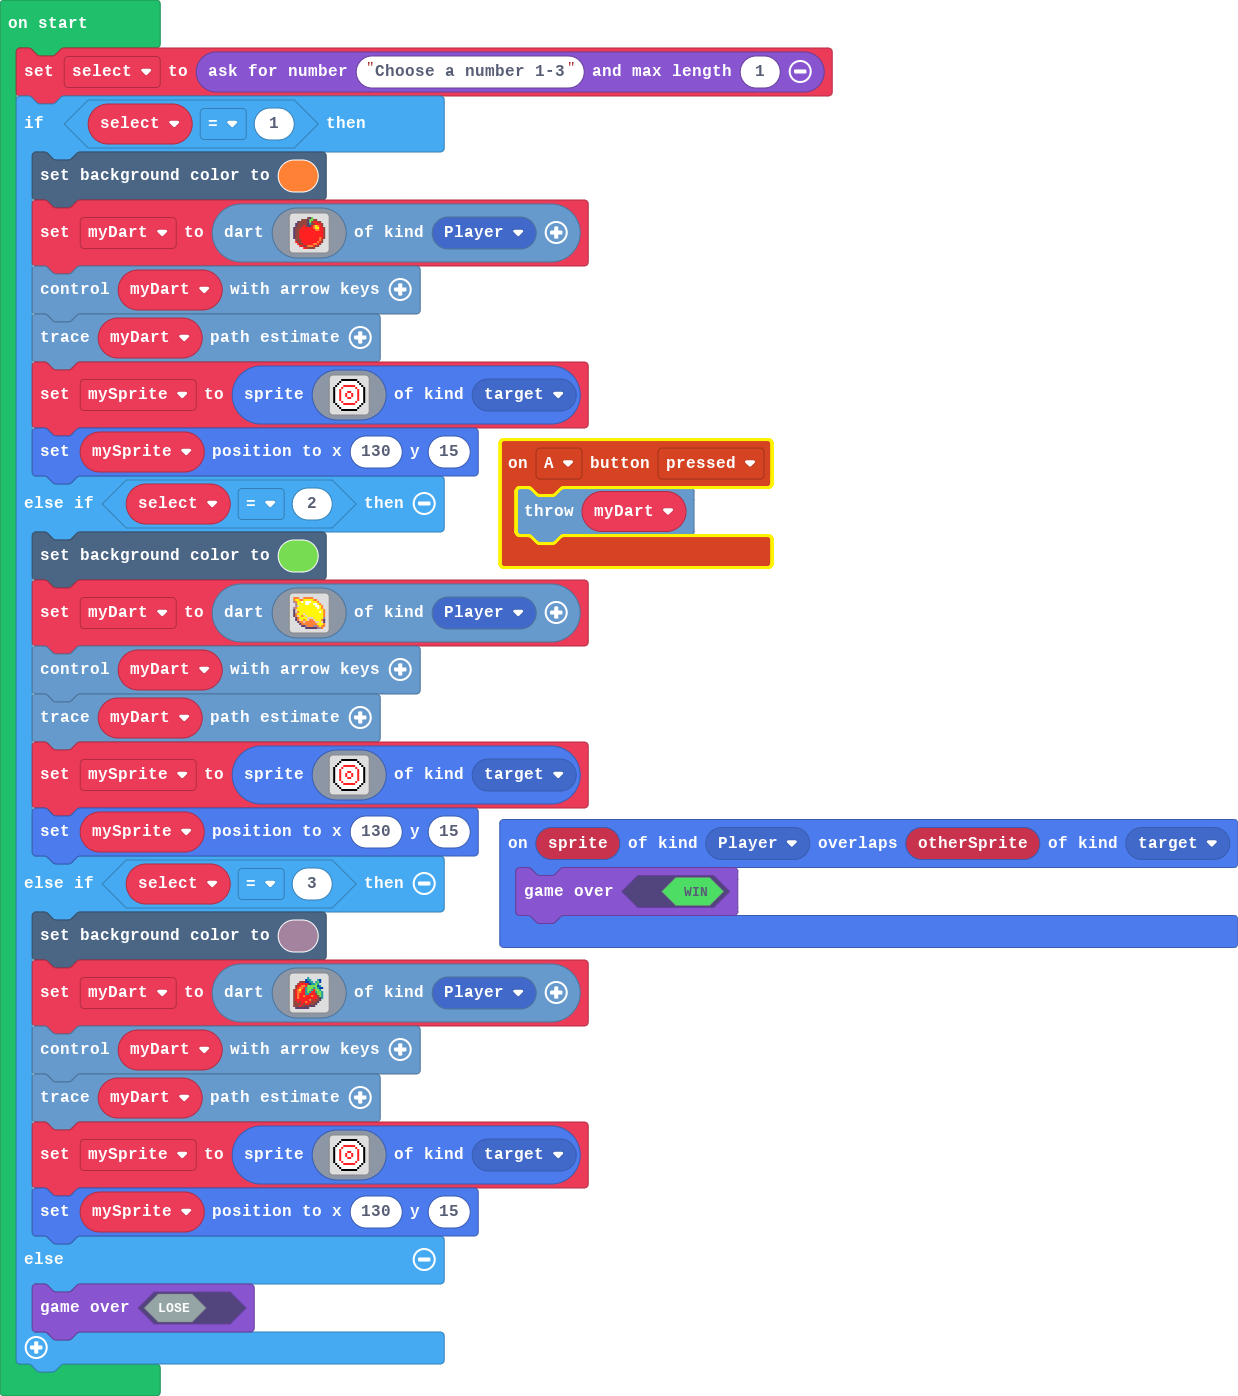 on start
set select to ask for number "Choose a number 1-3" and max length 1
if select = 1 then
set background color to
set myDart to dart of kind Player
control myDart with arrow keys
trace myDart path estimate
set mySprite to sprite of kind target
set mySprite position to x 130 y 15
else if select = 2 then
set background color to
set myDart to dart of kind Player
control myDart with arrow keys
trace myDart path estimate
set mySprite to sprite of kind target
set mySprite position to x 130 y 15
else if select = 3 then
set background color to
set myDart to dart of kind Player
control myDart with arrow keys
trace myDart path estimate
set mySprite to sprite of kind target
set mySprite position to x 130 y 15
else
game over LOSE
on A button pressed
throw myDart
on sprite of kind Player overlaps otherSprite of kind target
game over WIN